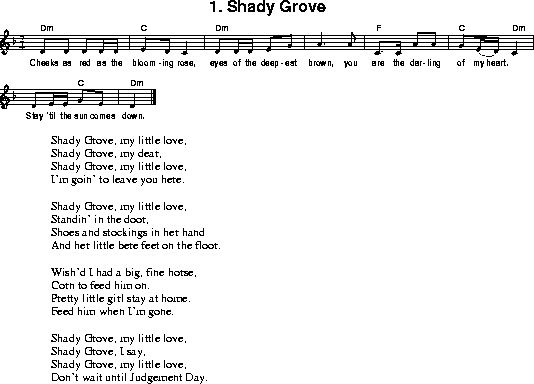 1. Shady Grove
Dm C Dm F C Dm
Cheeks as red as the bloom-ing rose, eyes of the deep-est brown, you are the dar-ling of my heart.
C Dm
Stay 'til the sun comes down.
Shady Grove, my little love,
Shady Grove, my dear,
Shady Grove, my little love,
I'm goin' to leave you here.
Shady Grove, my little love,
Standin' in the door,
Shoes and stockings in her hand
And her little bere feet on the floor.
Wish'd I had a big, fine horse,
Corn to feed him on.
Pretty little girl stay at home.
Feed him when I'm gone.
Shady Grove, my little love,
Shady Grove, I say,
Shady Grove, my little love,
Don't wait until Judgement Day.